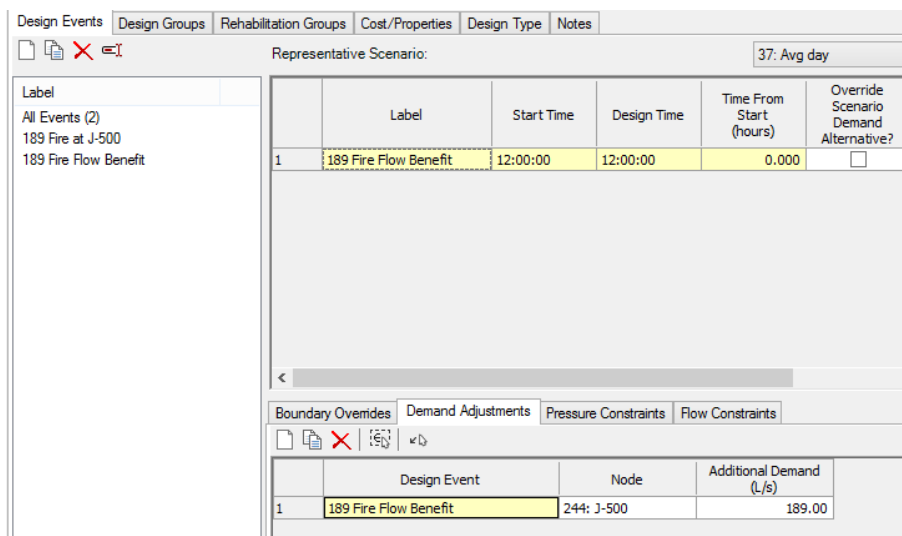 Design Events Design Groups Rehabilitation Groups Cost/Properties Design Type Notes
Representative Scenario: 37: Avg day
Label
All Events (2)
189 Fire at J-500
189 Fire Flow Benefit
Label Start Time Design Time Time From Start (hours) Override Scenario Demand Alternative?
1 189 Fire Flow Benefit 12:00:00 12:00:00 0.000
Boundary Overrides Demand Adjustments Pressure Constraints Flow Constraints
Design Event Node Additional Demand (L/s)
1 189 Fire Flow Benefit 244: J-500 189.00